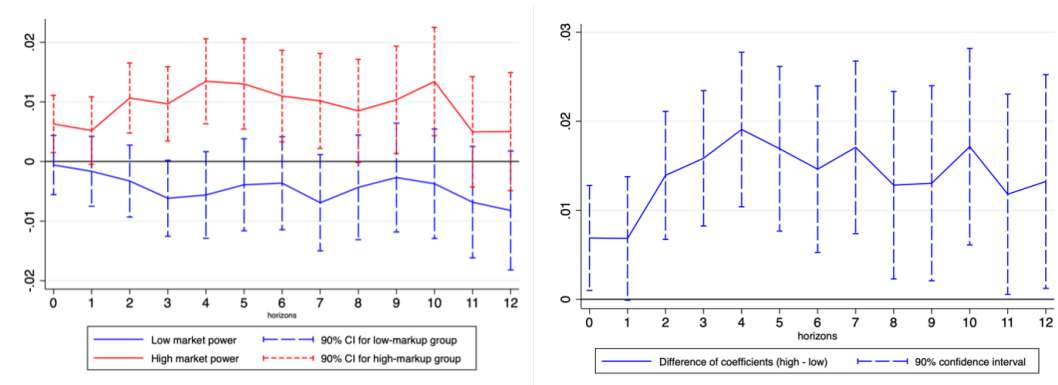 .02
.01
0
-.01
-.02
0 1 2 3 4 5 6 7 8 9 10 11 12
horizons
Low market power 90% CI for low-markup group
High market power 90% CI for high-markup group
.03
.02
.01
0
0 1 2 3 4 5 6 7 8 9 10 11 12
horizons
Difference of coefficients (high - low) 90% confidence interval